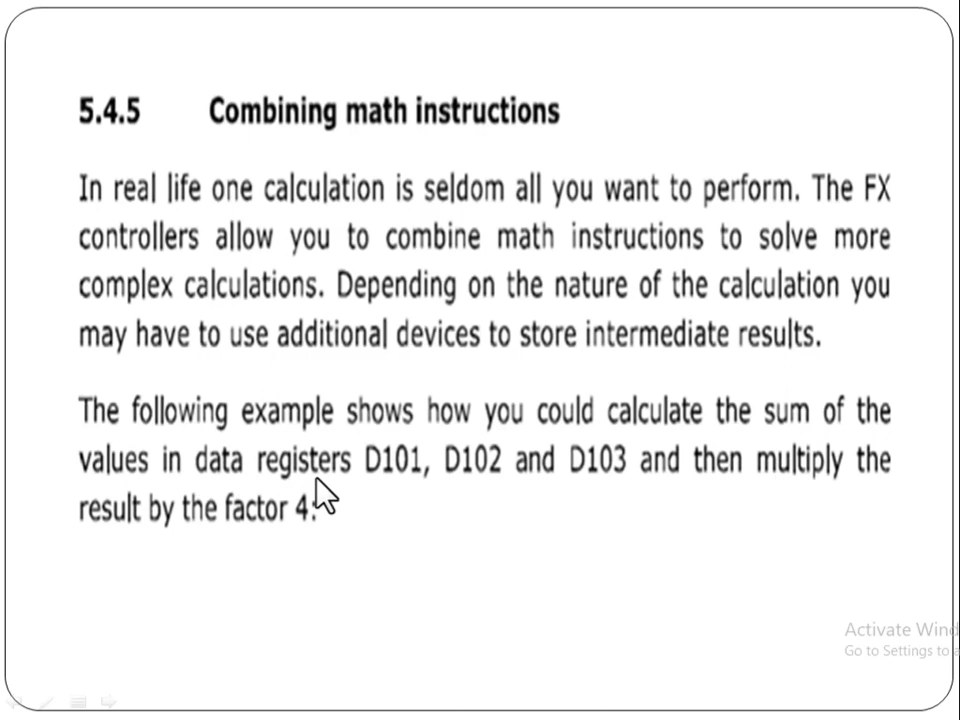 5.4.5 Combining math instructions
In real life one calculation is seldom all you want to perform. The FX
controllers allow you to combine math instructions to solve more
complex calculations. Depending on the nature of the calculation you
may have to use additional devices to store intermediate results.
The following example shows how you could calculate the sum of the
values in data registers D101, D102 and D103 and then multiply the
result by the factor 4:
Activate Wind
Go to Settings to a